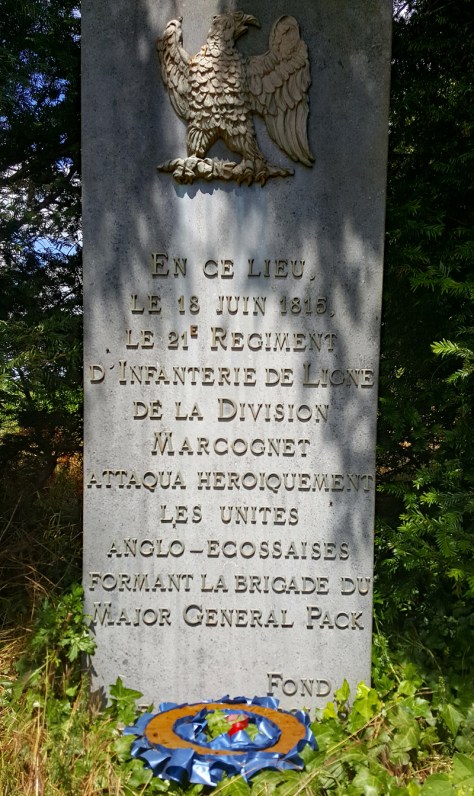 EN CE LIEU,
LE 18 JUIN 1815,
LE 21E REGIMENT
D'INFANTERIE DE LIGNE
DE LA DIVISION
MARCOGNET
ATTAQUA HEROIQUEMENT
LES UNITES
ANGLO-ECOSSAISES
FORMANT LA BRIGADE DU
MAJOR GENERAL PACK
FOND.